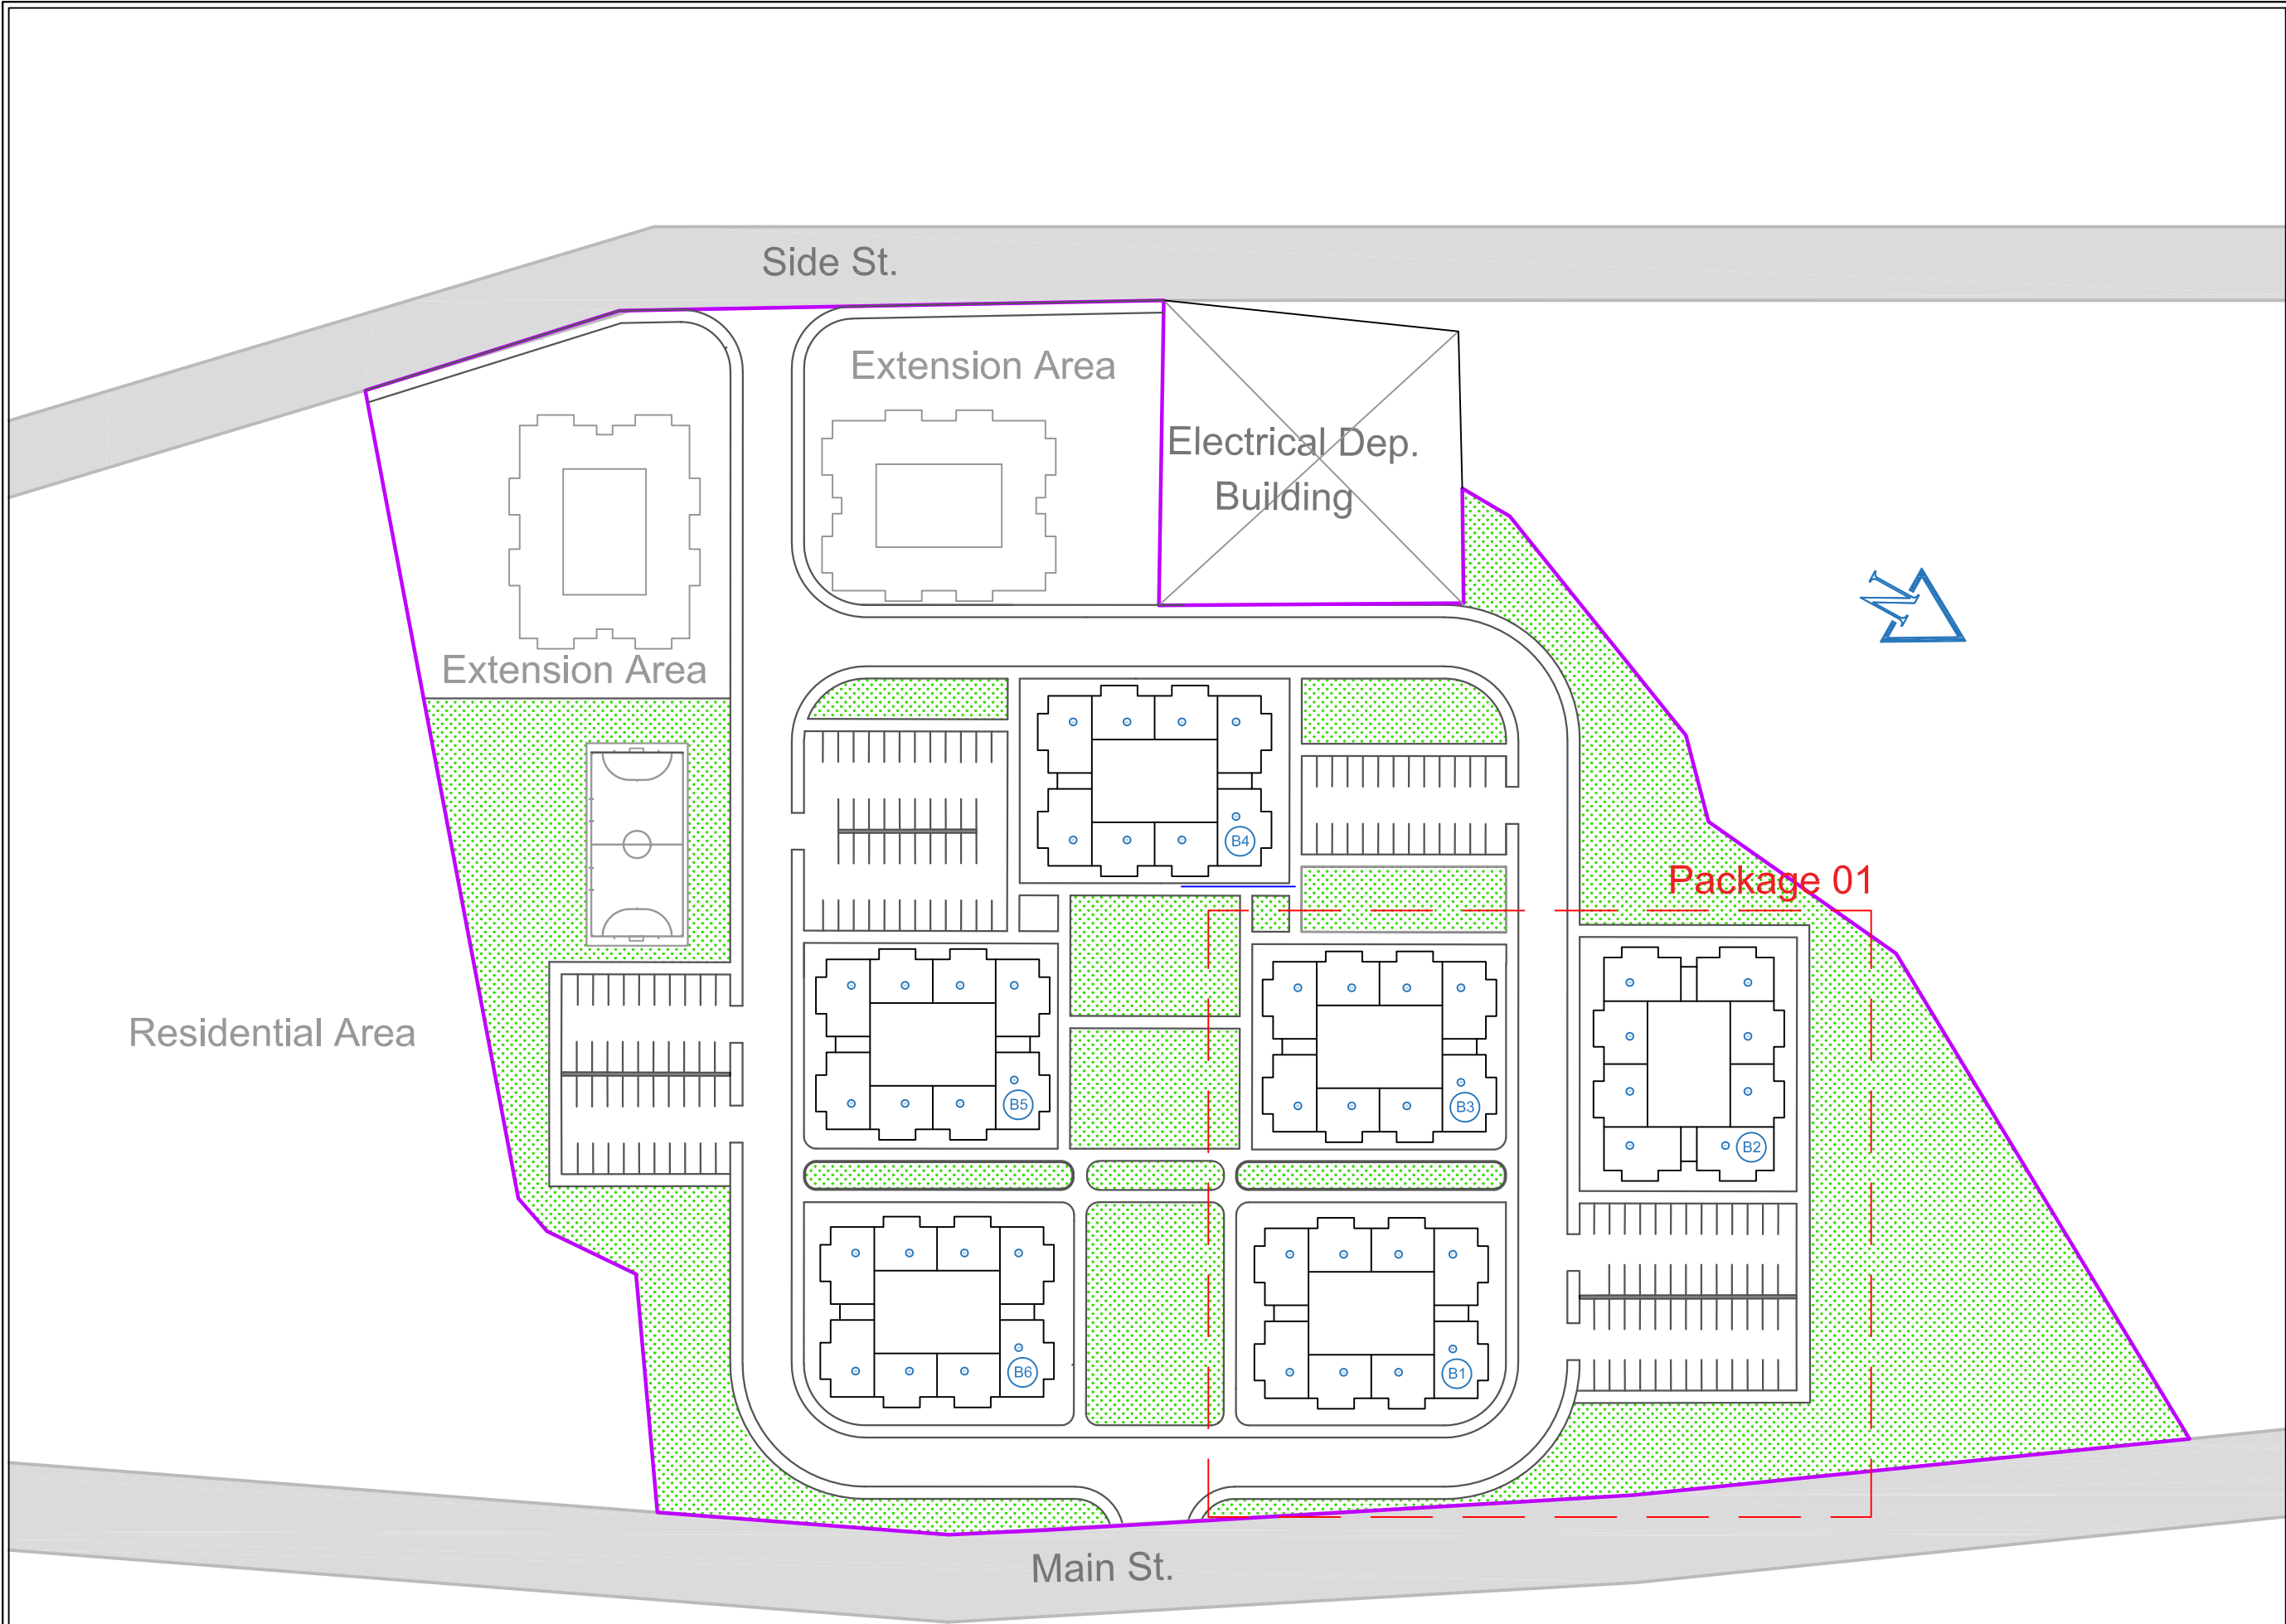 Side St.
Extension Area
Electrical Dep.
Building
Extension Area
N
B4
Package 01
Residential Area
B5
B3
B2
B6
B1
Main St.